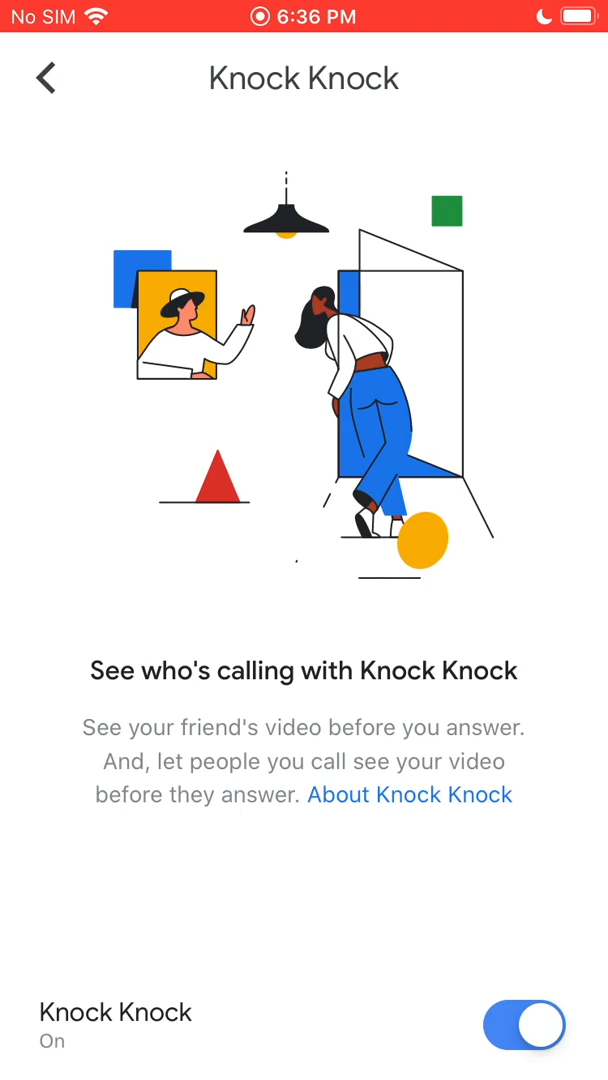 No SIM 6:36 PM
Knock Knock
See who's calling with Knock Knock
See your friend's video before you answer.
And, let people you call see your video
before they answer. About Knock Knock
Knock Knock
On